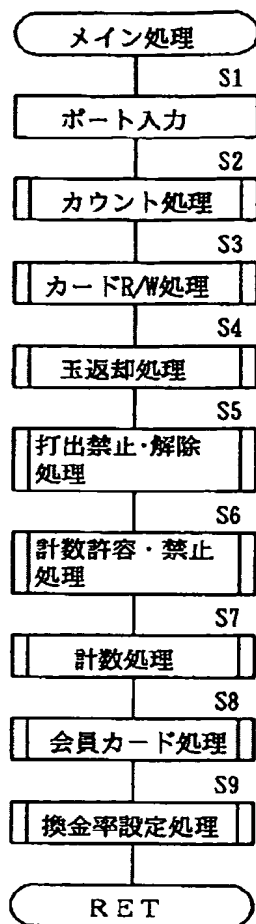 メイン処理
S1
ポート入力
S2
カウント処理
S3
カードR/W処理
S4
玉返却処理
S5
打出禁止・解除
処理
S6
計数許容・禁止
処理
S7
計数処理
S8
会員カード処理
S9
換金率設定処理
RET